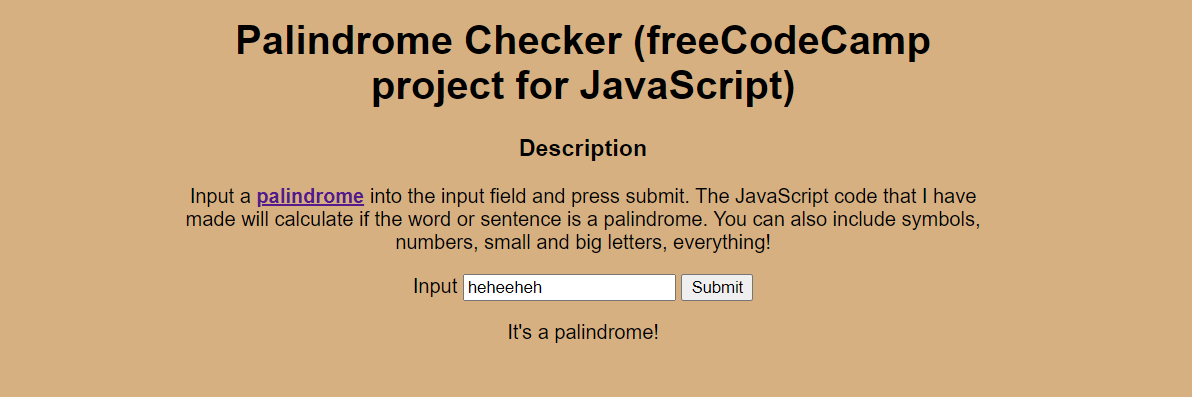 Palindrome Checker (freeCodeCamp
project for JavaScript)
Description
Input a palindrome into the input field and press submit. The JavaScript code that I have
made will calculate if the word or sentence is a palindrome. You can also include symbols,
numbers, small and big letters, everything!
Input heheeheh Submit
It's a palindrome!